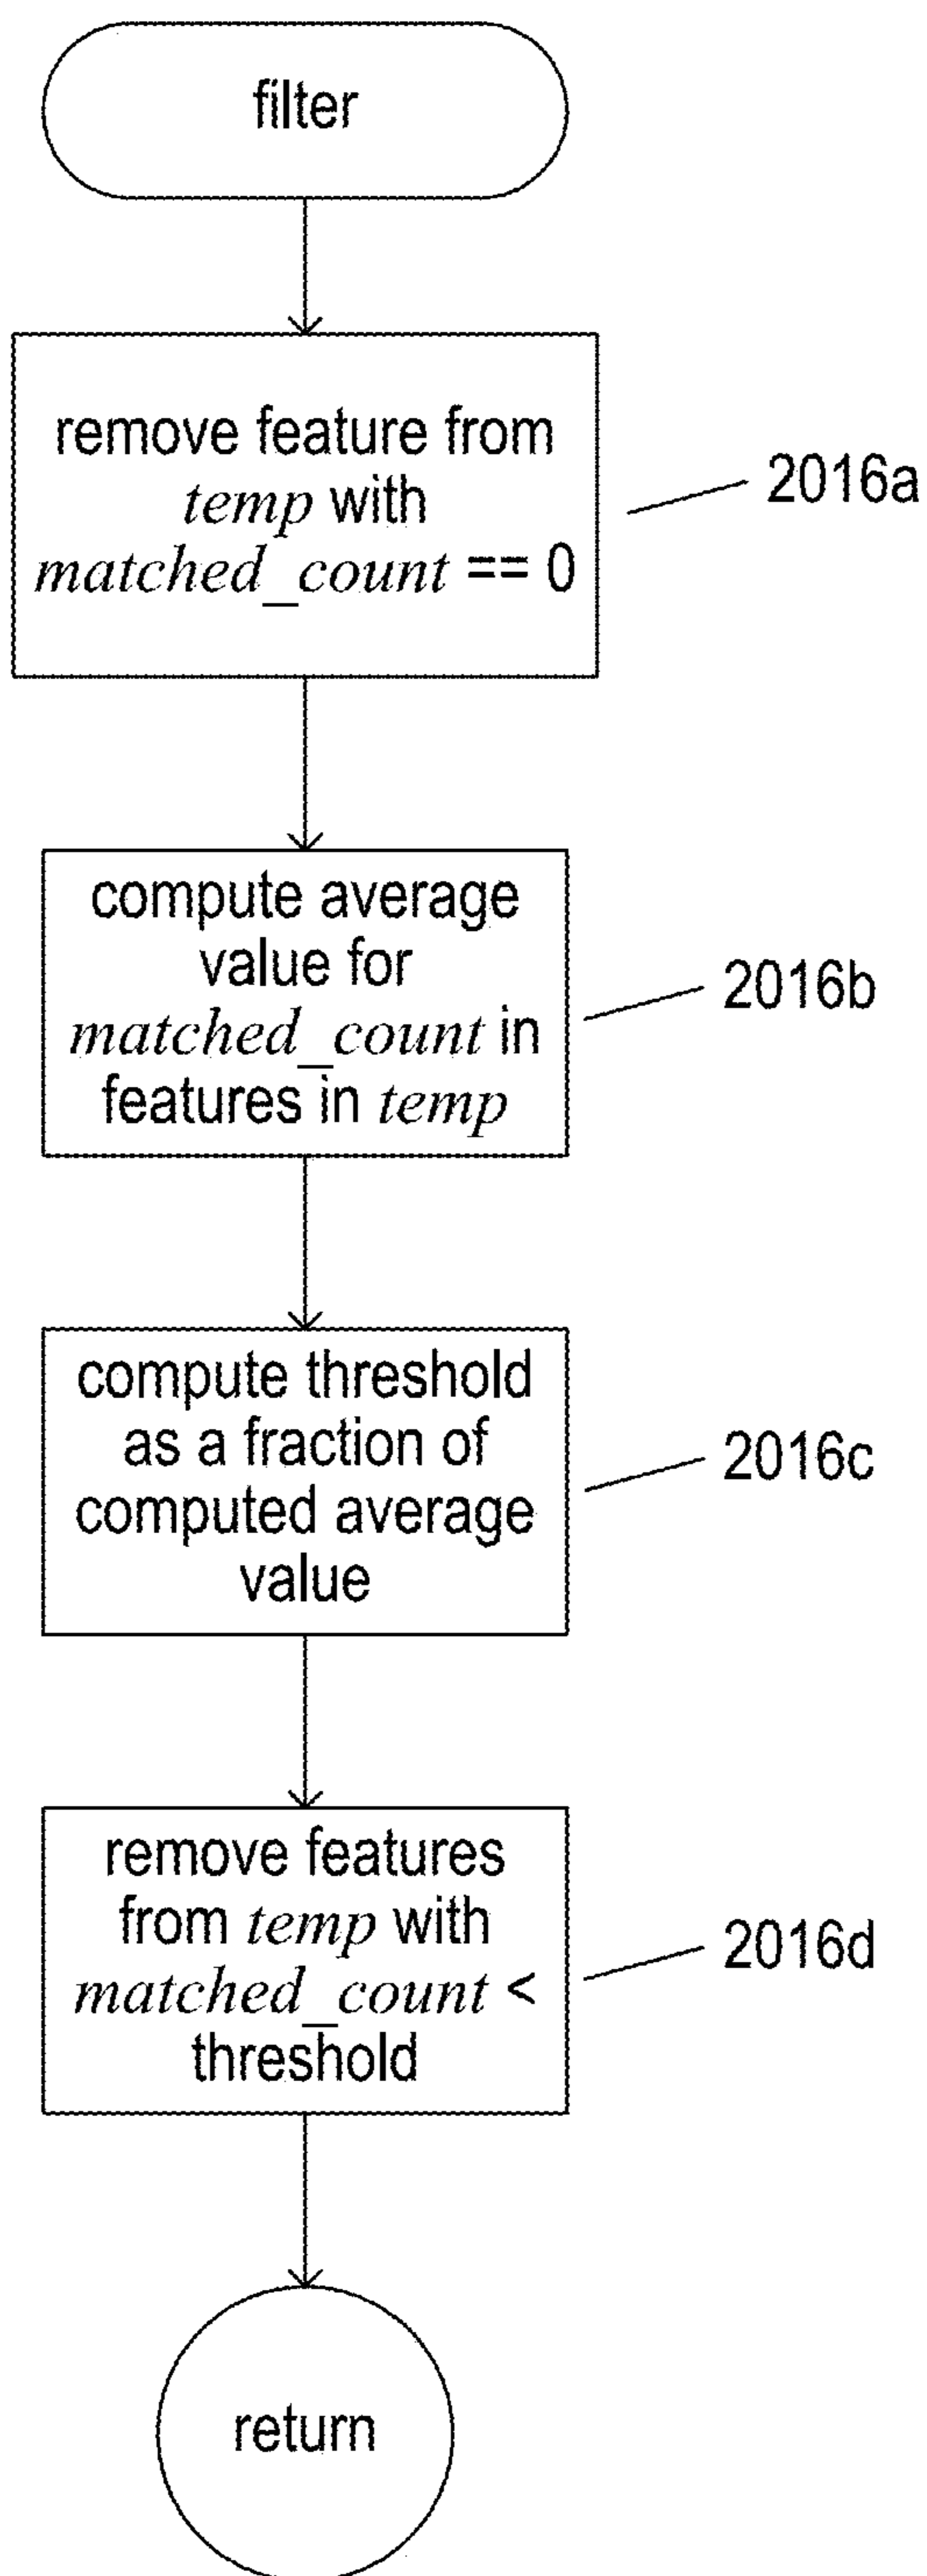 filter
remove feature from
temp with
matched_count == 0
2016a
compute average
value for
matched_count in
features in temp
2016b
compute threshold
as a fraction of
computed average
value
2016c
remove features
from temp with
matched_count <
threshold
2016d
return